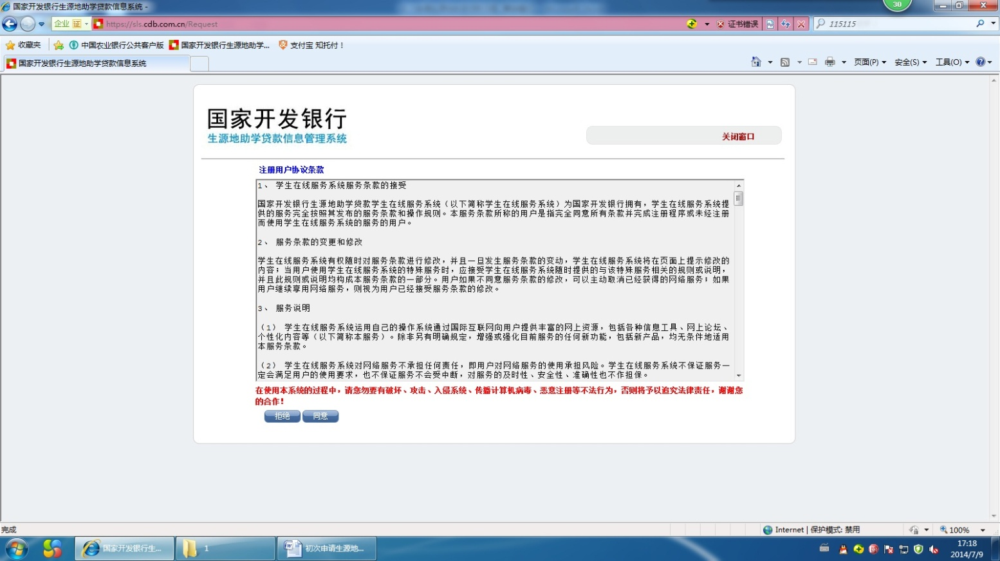 国家开发银行生源地助学贷款信息系统 -
30
企业 证
https://sls.cdb.com.cn/Request
证书错误
115115
收藏夹
中国农业银行公共客户版
国家开发银行生源地助学...
支付宝 知托付！
国家开发银行生源地助学贷款信息系统
页面(P)
安全(S)
工具(O)
国家开发银行
生源地助学贷款信息管理系统
关闭窗口
注册用户协议条款
1、 学生在线服务系统服务条款的接受
国家开发银行生源地助学贷款学生在线服务系统（以下简称学生在线服务系统）为国家开发银行拥有，学生在线服务系统提
供的服务完全按照其发布的服务条款和操作规则。本服务条款所称的用户是指完全同意所有条款并完成注册程序或未经注册
而使用学生在线服务系统的服务的用户。
2、 服务条款的变更和修改
学生在线服务系统有权随时对服务条款进行修改，并且一旦发生服务条款的变动，学生在线服务系统将在页面上提示修改的
内容；当用户使用学生在线服务系统的特殊服务时，应接受学生在线服务系统随时提供的与该特殊服务相关的规则或说明，
并且此规则或说明均构成本服务条款的一部分。用户如果不同意服务条款的修改，可以主动取消已经获得的网络服务；如果
用户继续享用网络服务，则视为用户已经接受服务条款的修改。
3、 服务说明
（1） 学生在线服务系统运用自己的操作系统通过国际互联网向用户提供丰富的网上资源，包括各种信息工具、网上论坛、
个性化内容等（以下简称本服务）。除非另有明确规定，增强或强化目前服务的任何新功能，包括新产品，均无条件地适用
本服务条款。
（2） 学生在线服务系统对网络服务不承担任何责任，即用户对网络服务的使用承担风险。学生在线服务系统不保证服务一
定会满足用户的使用要求，也不保证服务不会受中断，对服务的及时性、安全性、准确性也不作担保。
在使用本系统的过程中，请您勿要有破坏、攻击、入侵系统、传播计算机病毒、恶意注册等不法行为，否则将予以追究法律责任，谢谢您
的合作！
拒绝 同意
完成
Internet | 保护模式: 禁用
100%
国家开发银行生...
1
初次申请生源地...
17:18
2014/7/9